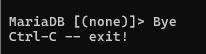 MariaDB [(none)]> Bye
Ctrl-C -- exit!